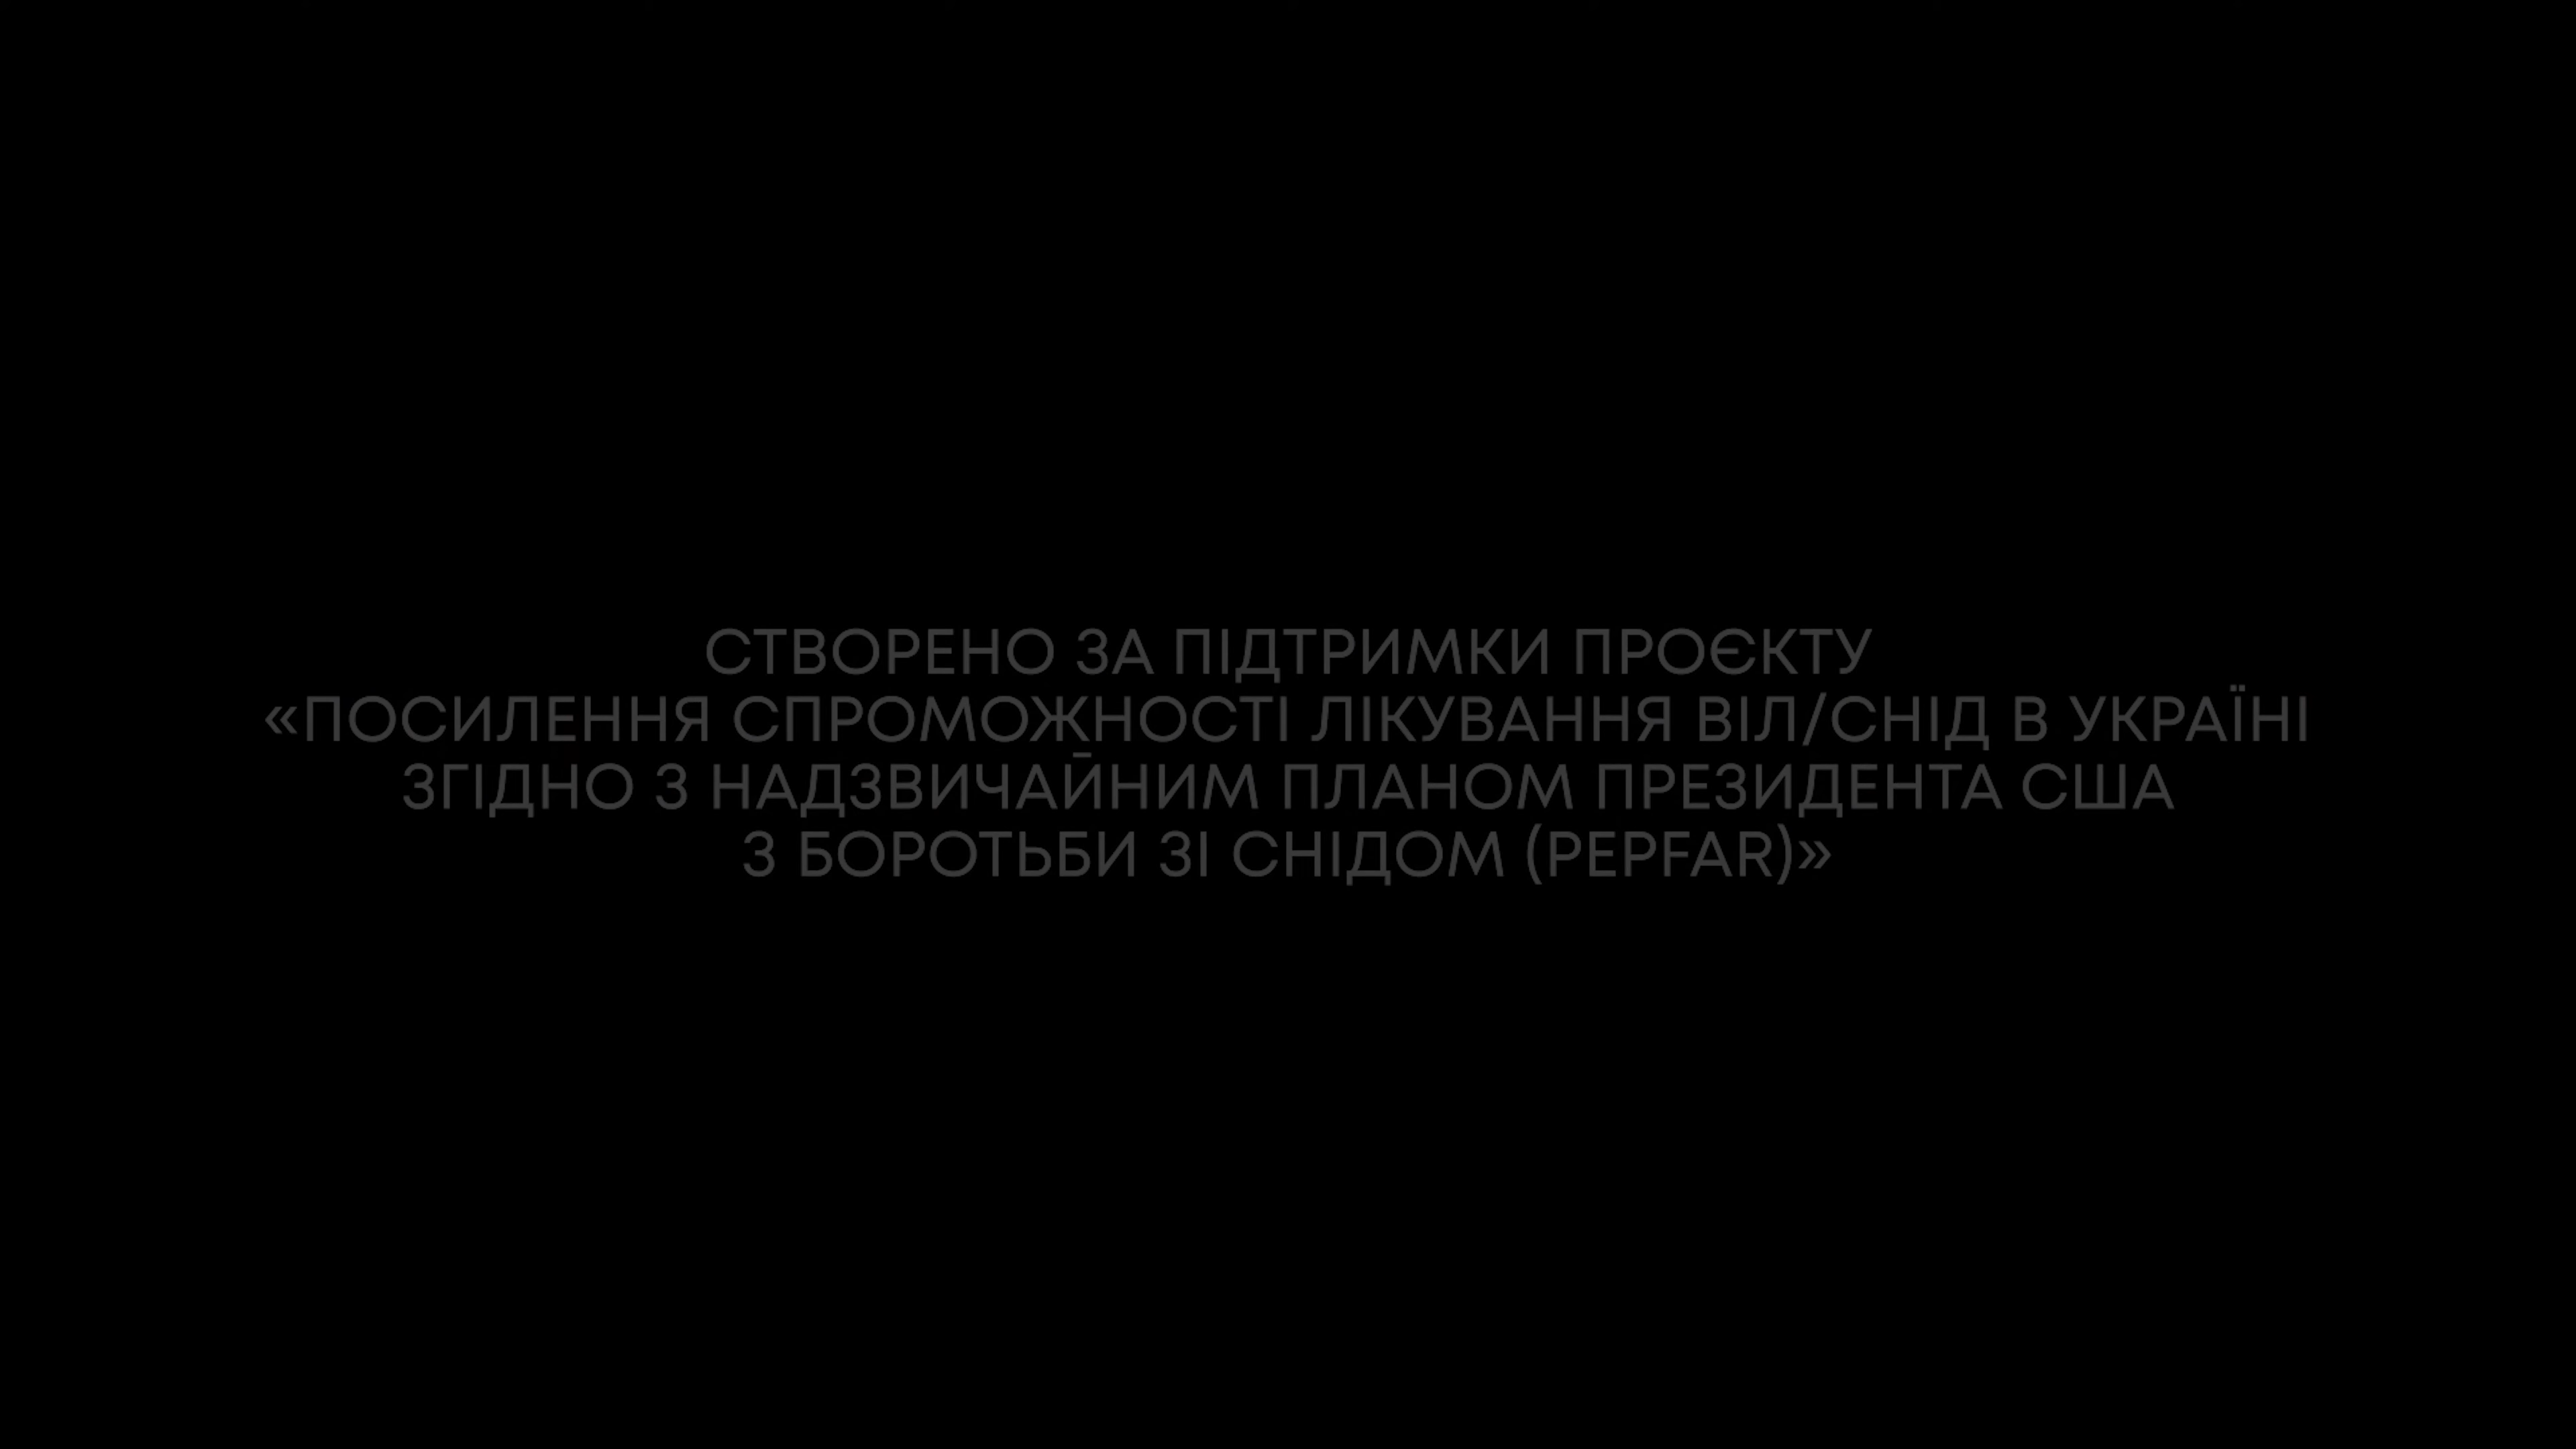 СТВОРЕНО ЗА ПІДТРИМКИ ПРОЄКТУ
«ПОСИЛЕННЯ СПРОМОЖНОСТІ ЛІКУВАННЯ ВІЛ/СНІД В УКРАЇНІ
ЗГІДНО З НАДЗВИЧАЙНИМ ПЛАНОМ ПРЕЗИДЕНТА США
З БОРОТЬБИ ЗІ СНІДОМ (PEPFAR)»